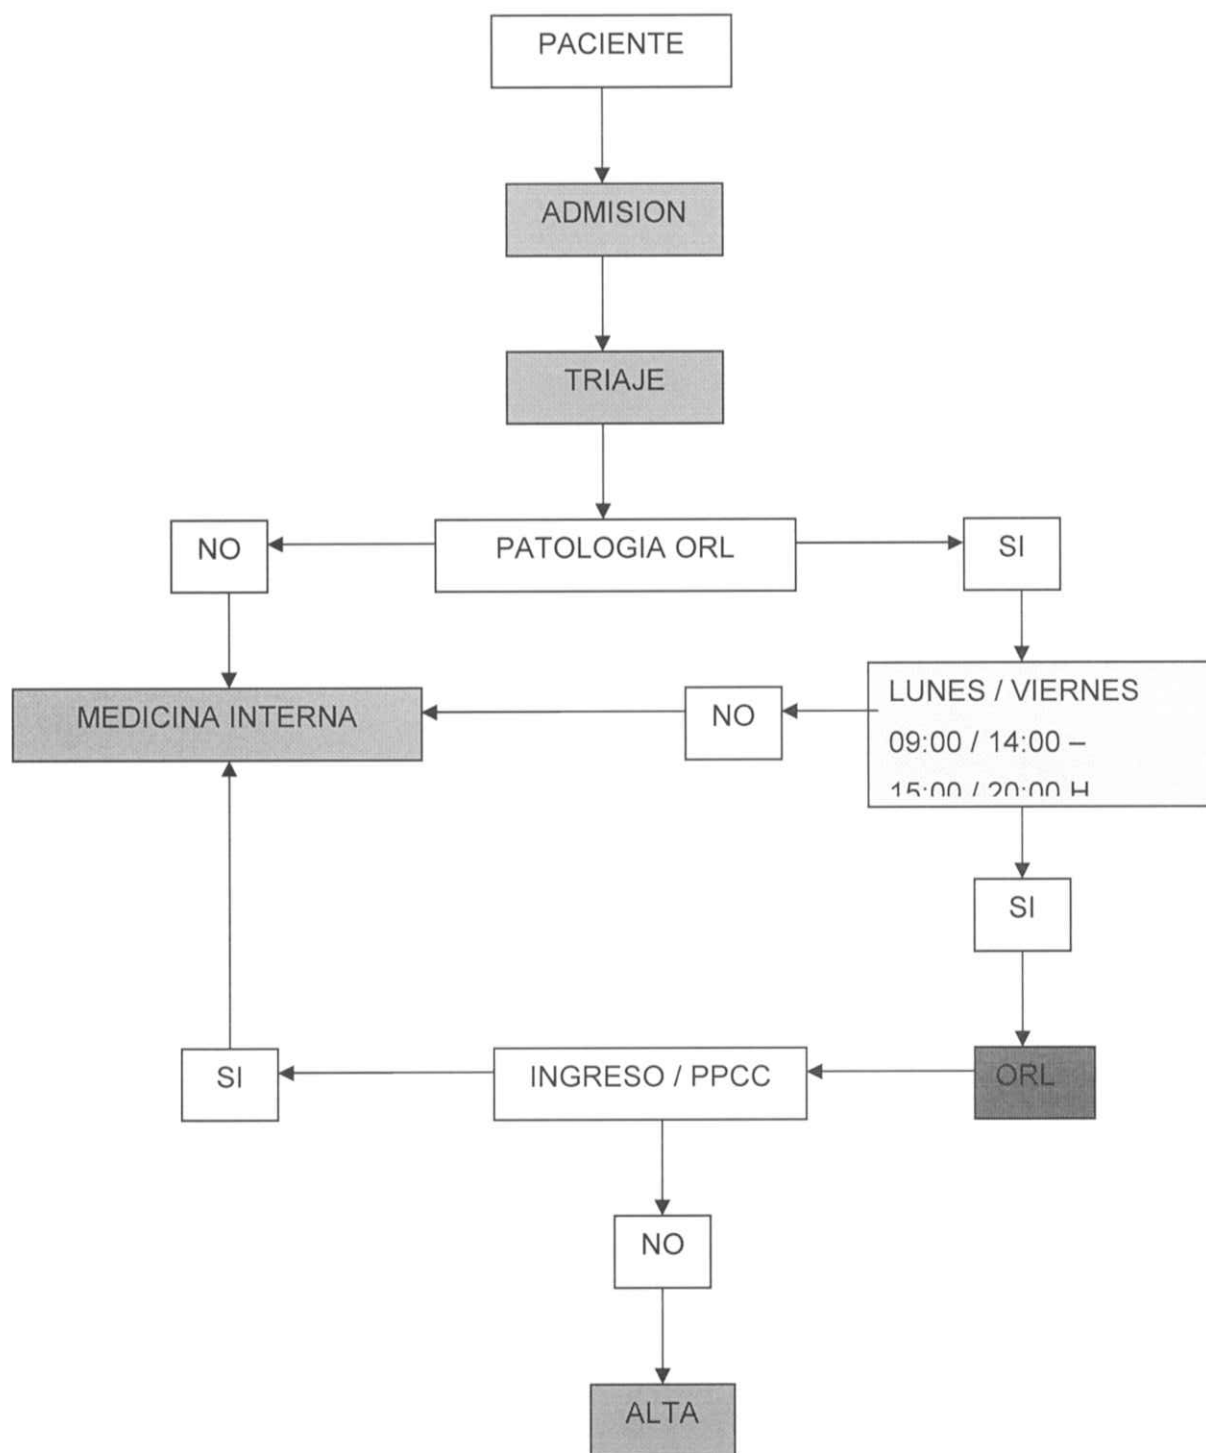 PACIENTE
ADMISION
TRIAJE
NO
PATOLOGIA ORL
SI
MEDICINA INTERNA
NO
LUNES / VIERNES
09:00 / 14:00 –
15:00 / 20:00 H
SI
SI
INGRESO / PPCC
ORL
NO
ALTA